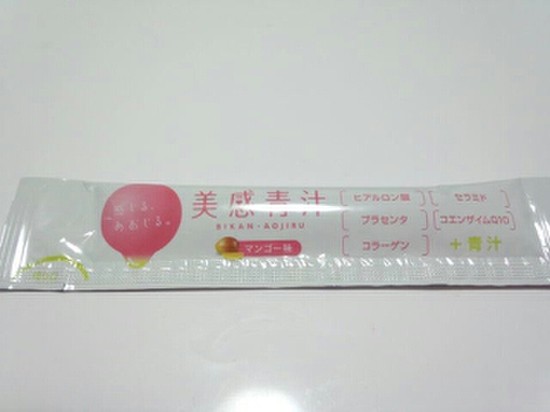 感じる、
あおじる。
美感青汁
BIKAN-AOJIRU
マンゴー味
ヒアルロン酸
セラミド
プラセンタ
コエンザイムQ10
コラーゲン
+青汁